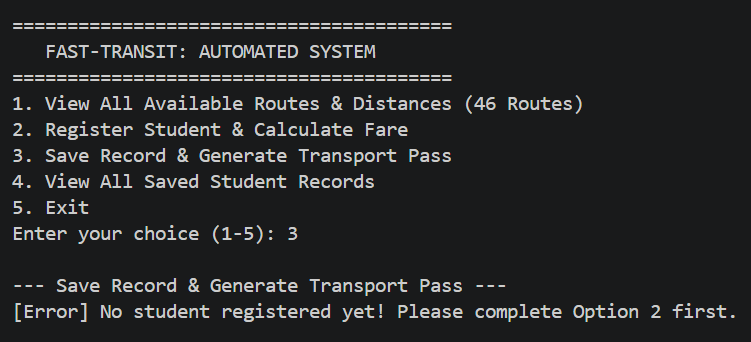 ========================================
FAST-TRANSIT: AUTOMATED SYSTEM
========================================
1. View All Available Routes & Distances (46 Routes)
2. Register Student & Calculate Fare
3. Save Record & Generate Transport Pass
4. View All Saved Student Records
5. Exit
Enter your choice (1-5): 3
--- Save Record & Generate Transport Pass ---
[Error] No student registered yet! Please complete Option 2 first.